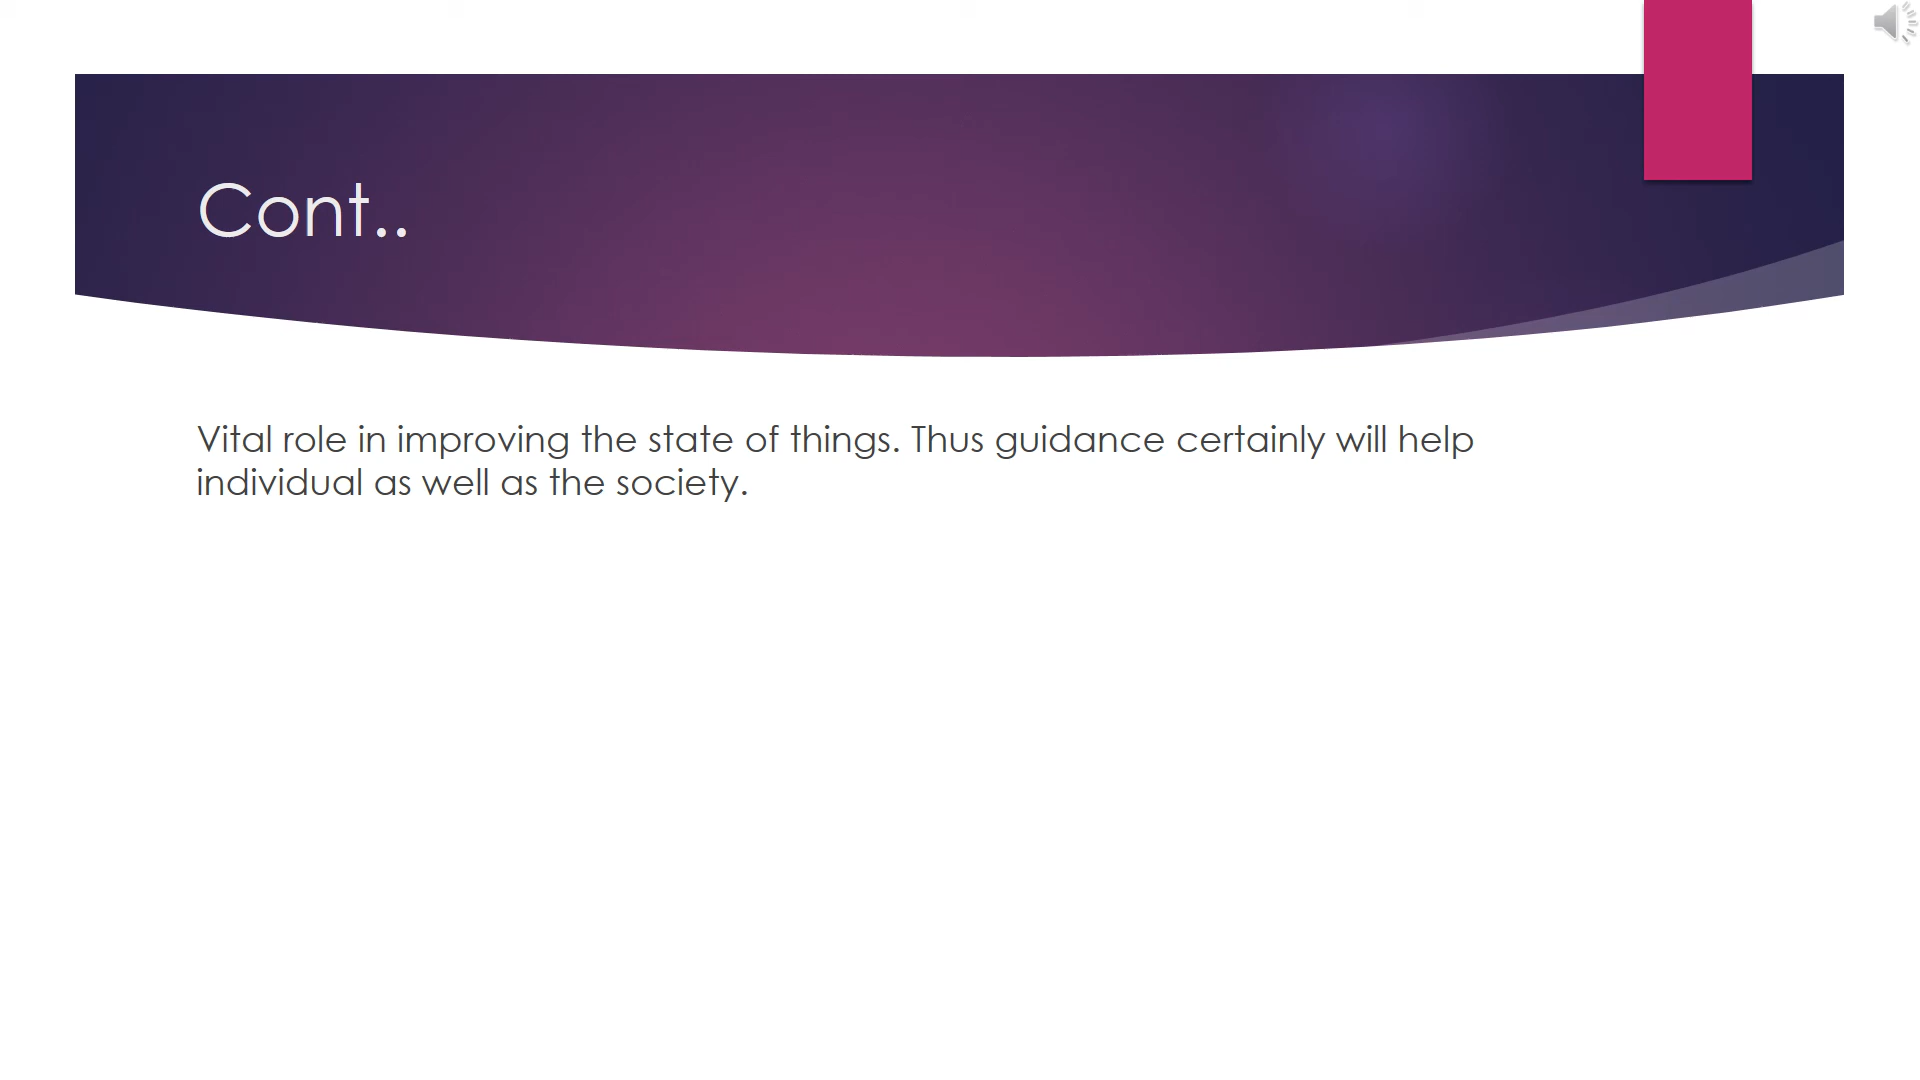 Cont..
Vital role in improving the state of things. Thus guidance certainly will help
individual as well as the society.